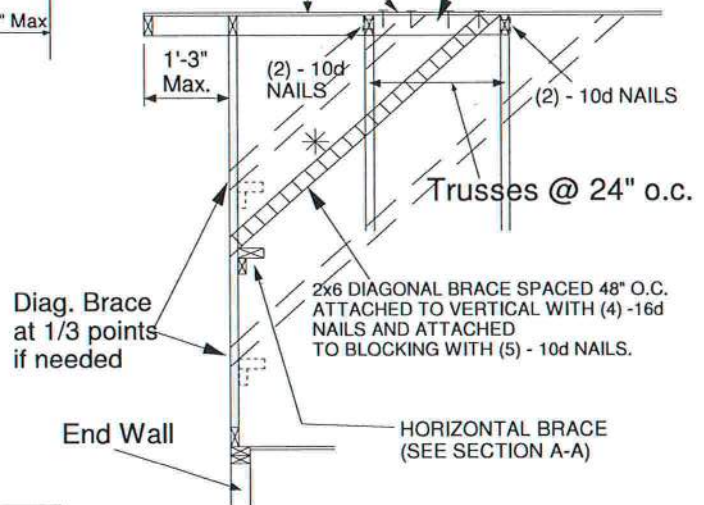 " Max
1'-3"
Max.
(2) - 10d
NAILS
(2) - 10d NAILS
Trusses @ 24" o.c.
2x6 DIAGONAL BRACE SPACED 48" O.C.
ATTACHED TO VERTICAL WITH (4) -16d
NAILS AND ATTACHED
TO BLOCKING WITH (5) - 10d NAILS.
Diag. Brace
at 1/3 points
if needed
End Wall
HORIZONTAL BRACE
(SEE SECTION A-A)